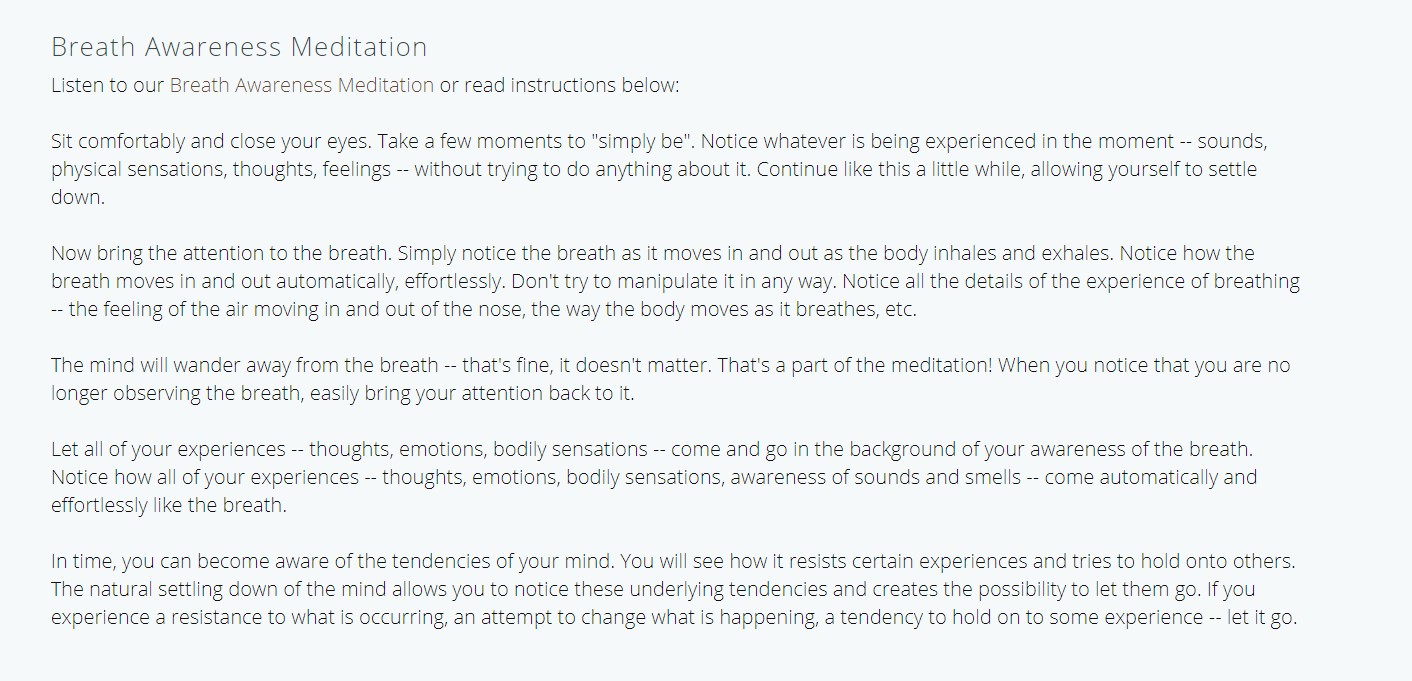 Breath Awareness Meditation
Listen to our Breath Awareness Meditation or read instructions below:
Sit comfortably and close your eyes. Take a few moments to "simply be". Notice whatever is being experienced in the moment -- sounds,
physical sensations, thoughts, feelings -- without trying to do anything about it. Continue like this a little while, allowing yourself to settle
down.
Now bring the attention to the breath. Simply notice the breath as it moves in and out as the body inhales and exhales. Notice how the
breath moves in and out automatically, effortlessly. Don't try to manipulate it in any way. Notice all the details of the experience of breathing
-- the feeling of the air moving in and out of the nose, the way the body moves as it breathes, etc.
The mind will wander away from the breath -- that's fine, it doesn't matter. That's a part of the meditation! When you notice that you are no
longer observing the breath, easily bring your attention back to it.
Let all of your experiences -- thoughts, emotions, bodily sensations -- come and go in the background of your awareness of the breath.
Notice how all of your experiences -- thoughts, emotions, bodily sensations, awareness of sounds and smells -- come automatically and
effortlessly like the breath.
In time, you can become aware of the tendencies of your mind. You will see how it resists certain experiences and tries to hold onto others.
The natural settling down of the mind allows you to notice these underlying tendencies and creates the possibility to let them go. If you
experience a resistance to what is occurring, an attempt to change what is happening, a tendency to hold on to some experience -- let it go.